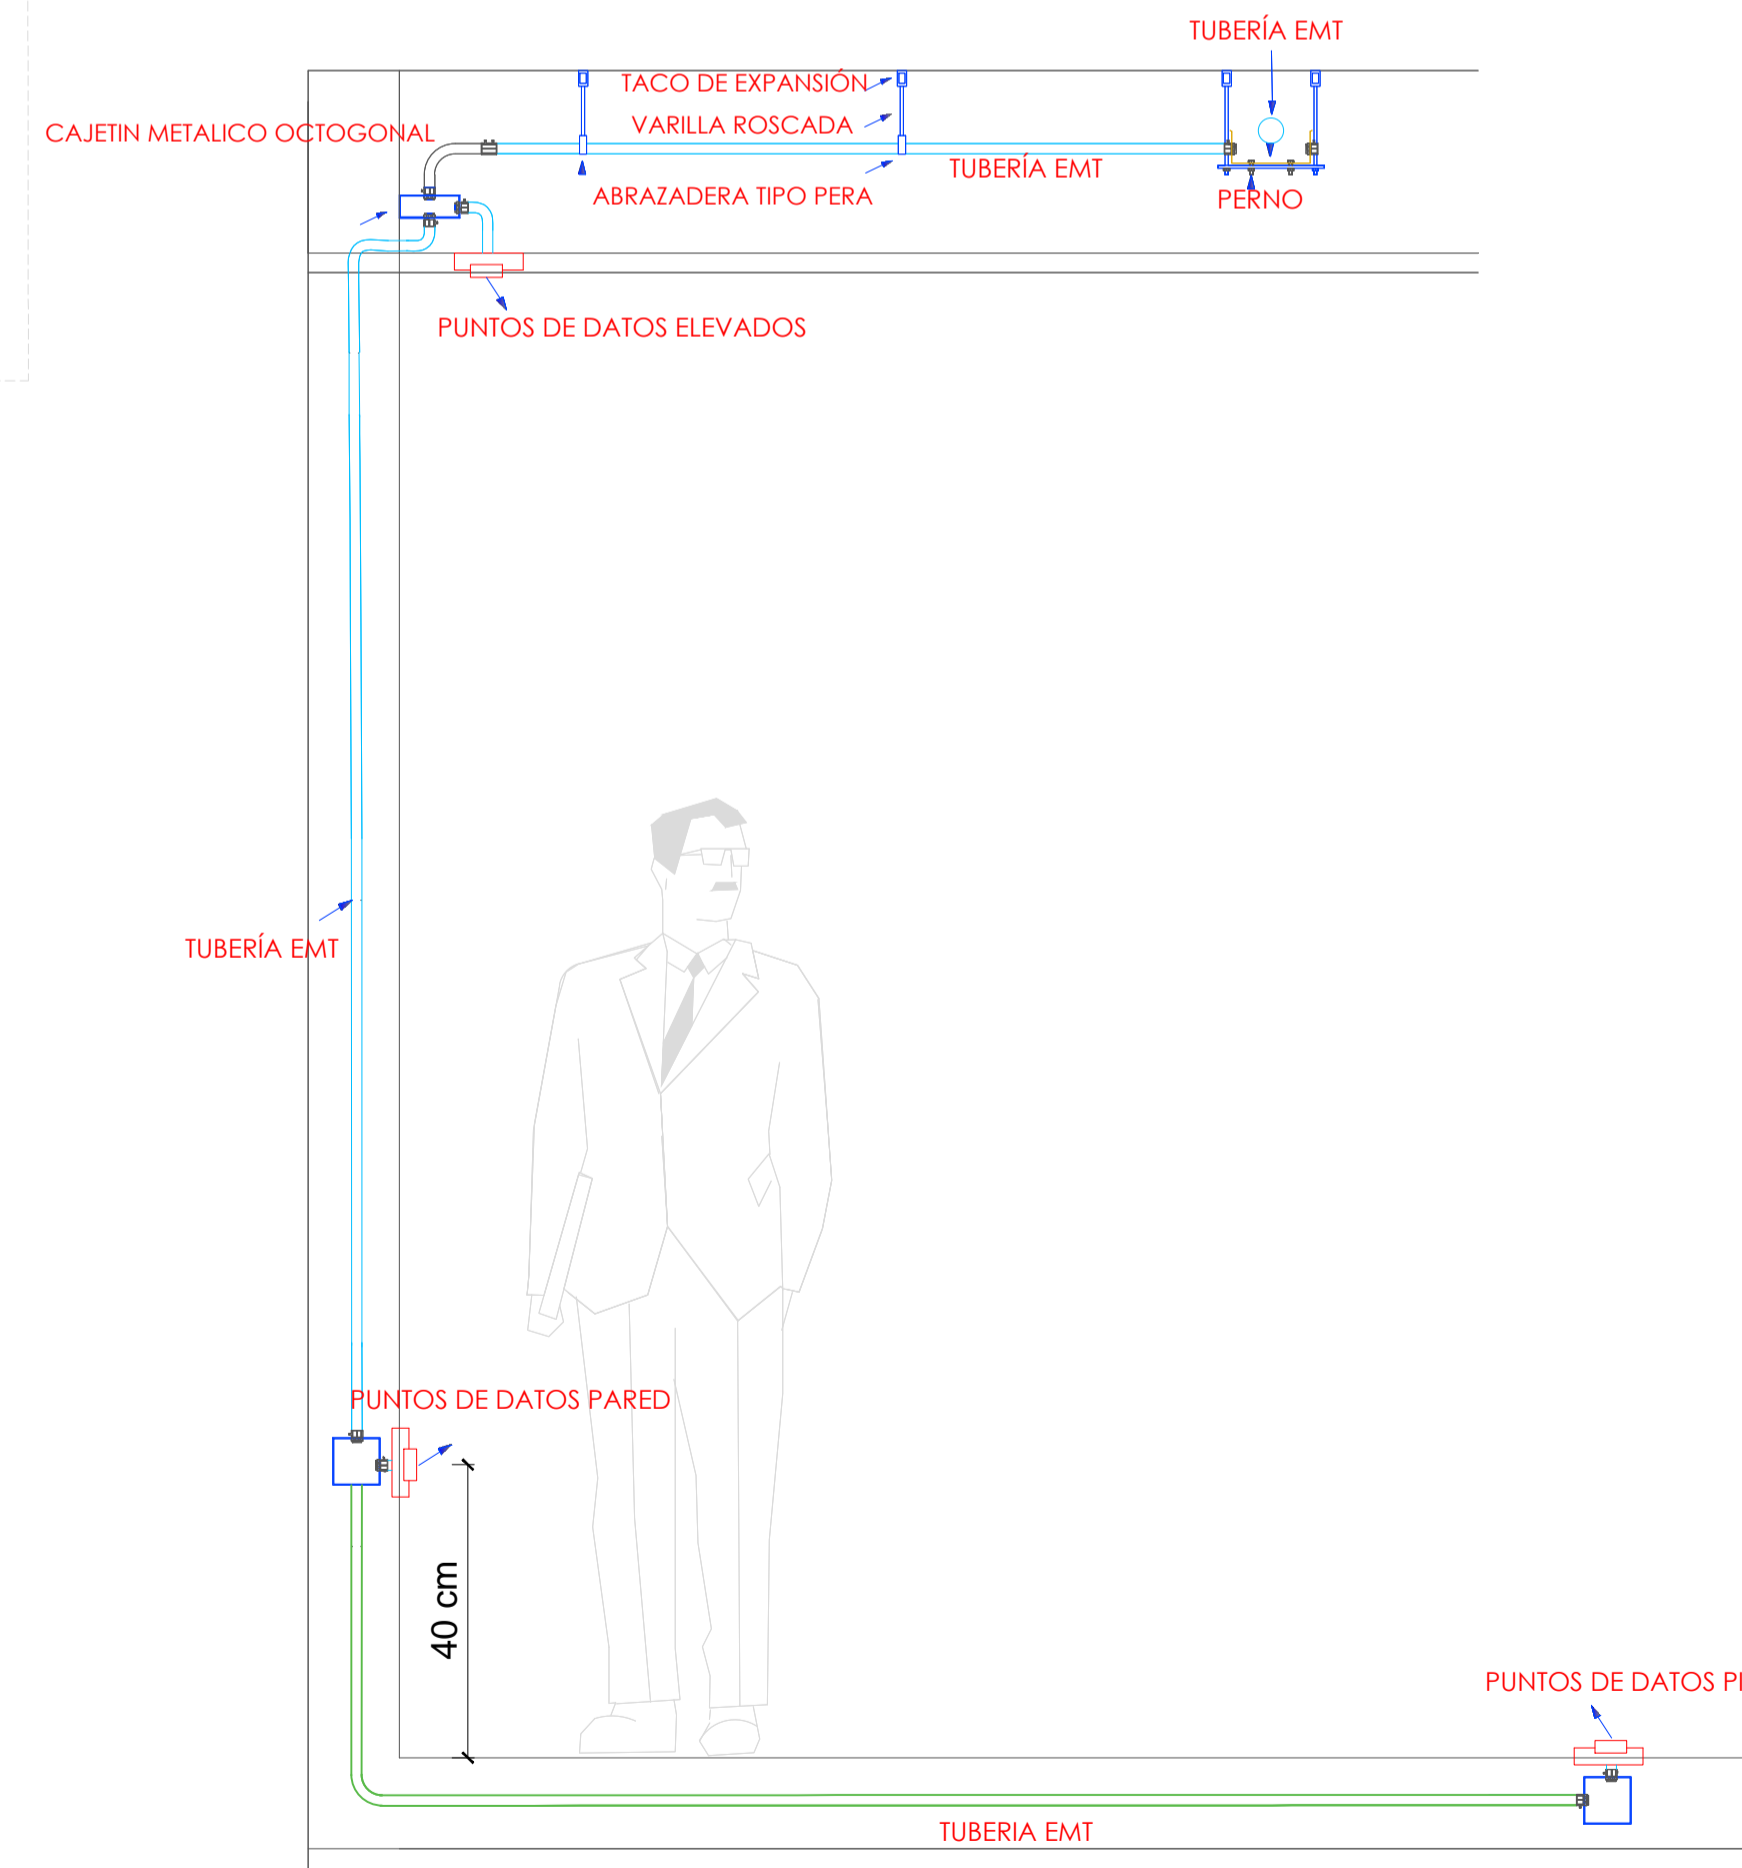 TUBERÍA EMT
TACO DE EXPANSIÓN
VARILLA ROSCADA
CAJETIN METALICO OCTOGONAL
TUBERÍA EMT
ABRAZADERA TIPO PERA
PERNO
PUNTOS DE DATOS ELEVADOS
TUBERÍA EMT
PUNTOS DE DATOS PARED
40 cm
PUNTOS DE DATOS
TUBERIA EMT